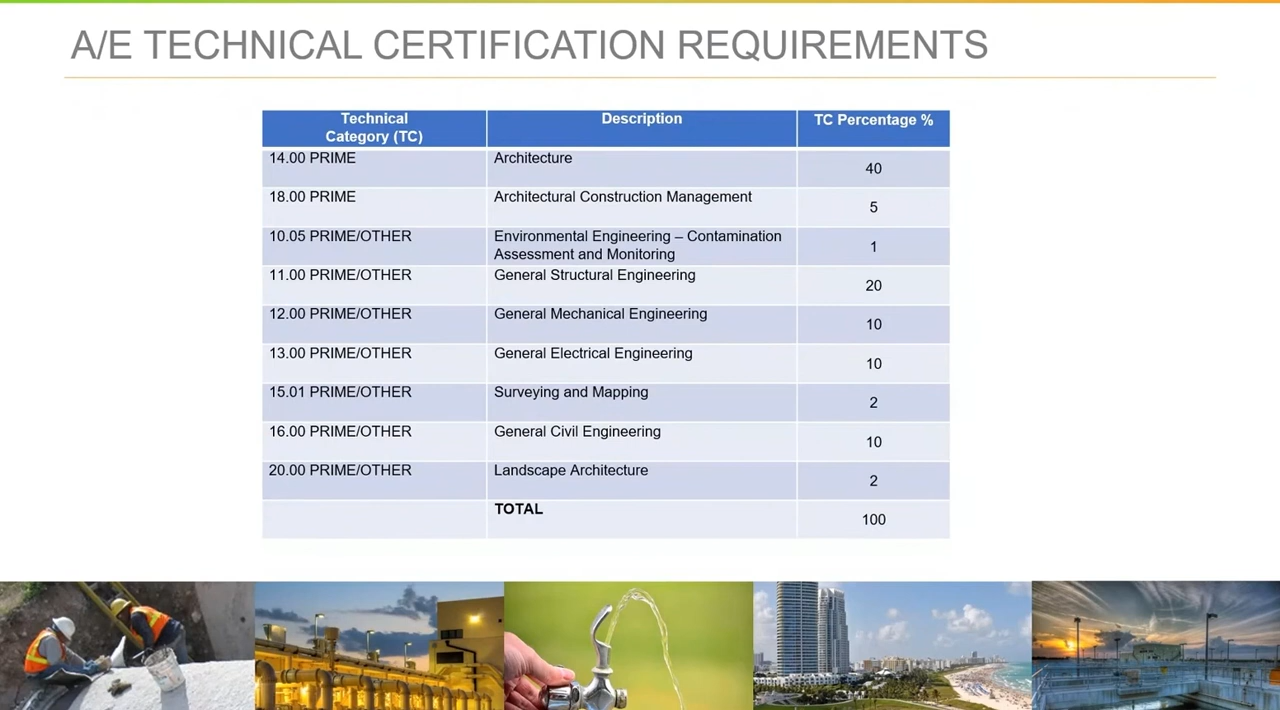 A/E TECHNICAL CERTIFICATION REQUIREMENTS
Technical
Category (TC)
Description
TC Percentage %
14.00 PRIME
Architecture
40
18.00 PRIME
Architectural Construction Management
5
10.05 PRIME/OTHER
Environmental Engineering – Contamination
Assessment and Monitoring
1
11.00 PRIME/OTHER
General Structural Engineering
20
12.00 PRIME/OTHER
General Mechanical Engineering
10
13.00 PRIME/OTHER
General Electrical Engineering
10
15.01 PRIME/OTHER
Surveying and Mapping
2
16.00 PRIME/OTHER
General Civil Engineering
10
20.00 PRIME/OTHER
Landscape Architecture
2
TOTAL
100